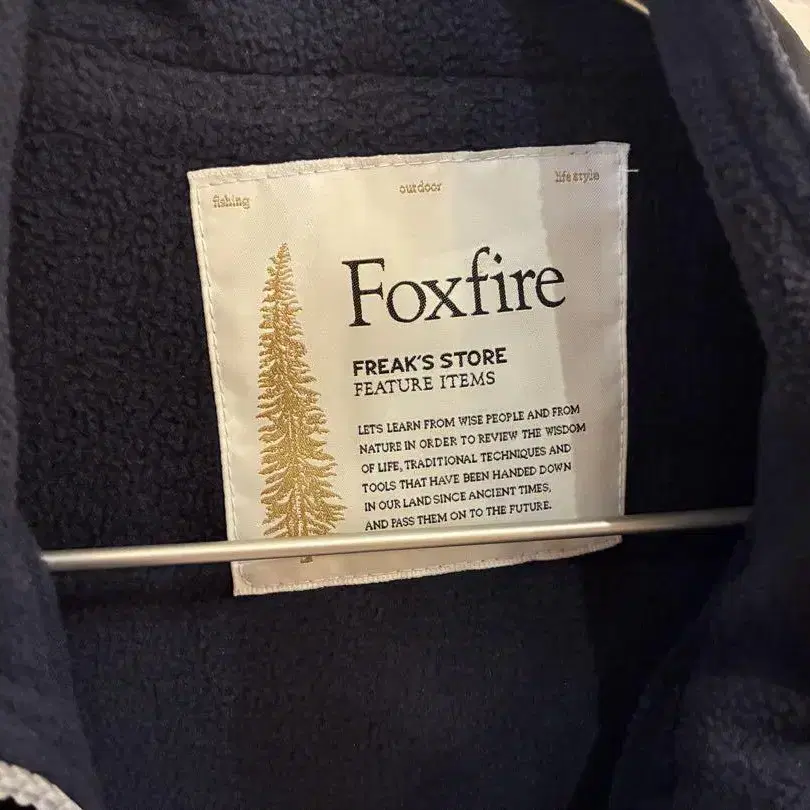 fishing outdoor life style
Foxfire
FREAK'S STORE
FEATURE ITEMS
LET'S LEARN FROM WISE PEOPLE AND FROM
NATURE IN ORDER TO REVIEW THE WISDOM
OF LIFE, TRADITIONAL TECHNIQUES AND
TOOLS THAT HAVE BEEN HANDED DOWN
IN OUR LAND SINCE ANCIENT TIMES,
AND PASS THEM ON TO THE FUTURE.